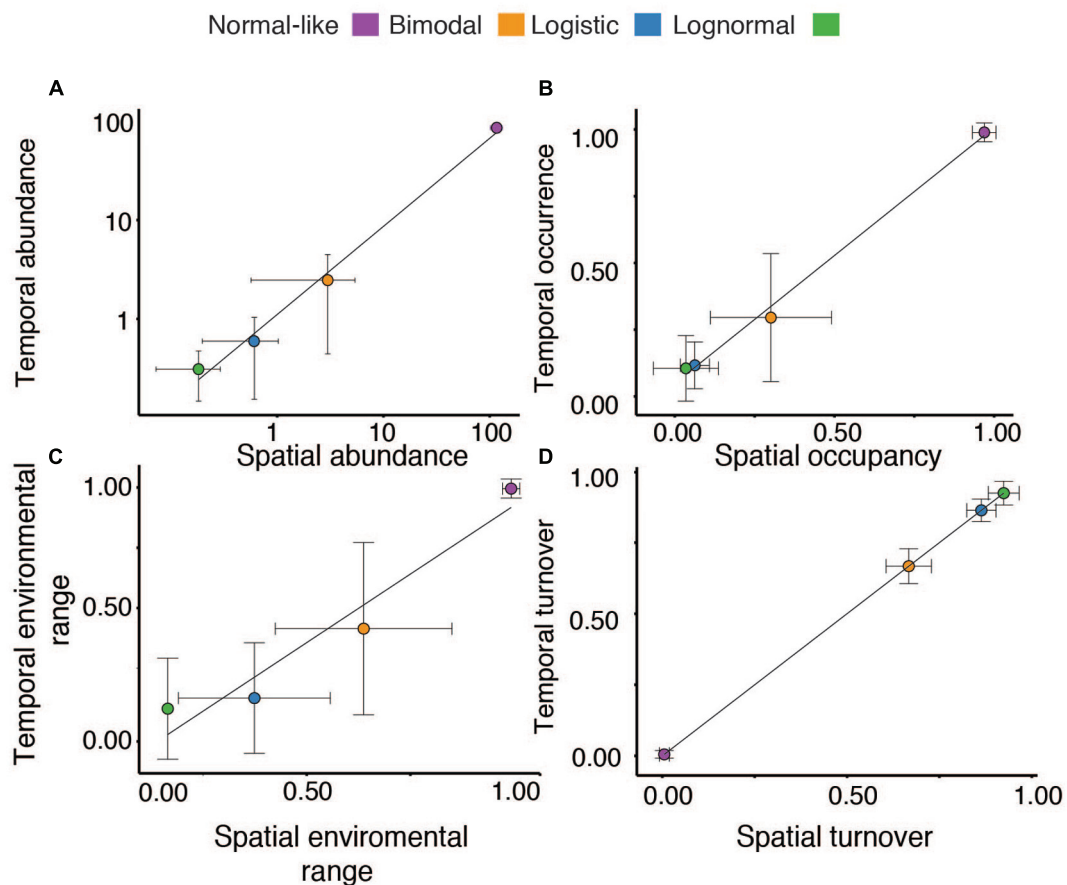 Normal-like Bimodal Logistic Lognormal
A
Temporal abundance
100
10
1
1 10 100
Spatial abundance
B
Temporal occurrence
1.00
0.50
0.00
0.00 0.50 1.00
Spatial occupancy
C
Temporal environmental
range
1.00
0.50
0.00
0.00 0.50 1.00
Spatial enviromental
range
D
Temporal turnover
1.00
0.50
0.00
0.00 0.50 1.00
Spatial turnover